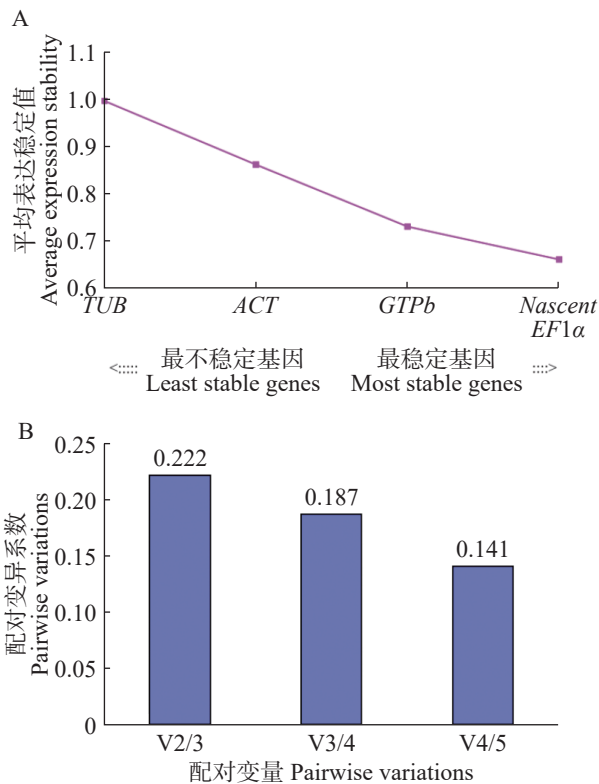 A
平均表达稳定值
Average expression stability
1.1
1.0
0.9
0.8
0.7
0.6
TUB
ACT
GTPb
Nascent
EF1α
最不稳定基因
Least stable genes
最稳定基因
Most stable genes
B
配对变异系数
Pairwise variations
0.25
0.20
0.15
0.10
0.05
0
0.222
0.187
0.141
V2/3
V3/4
V4/5
配对变量 Pairwise variations